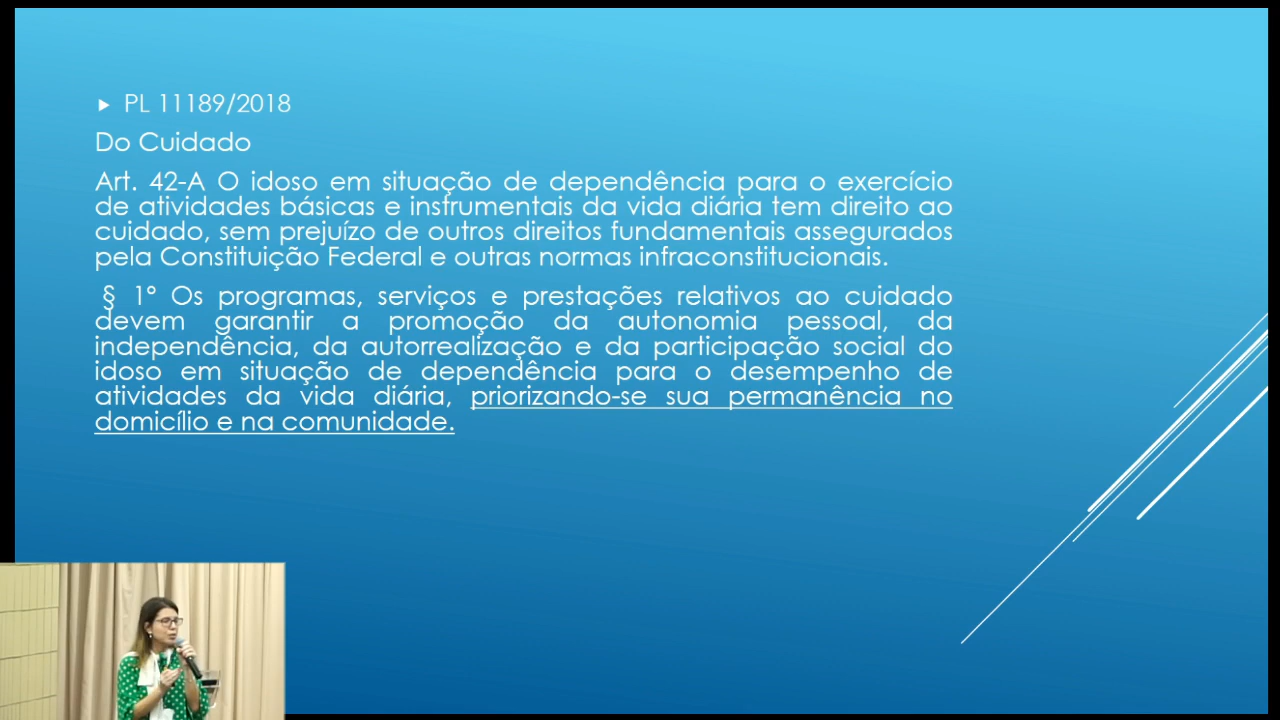 PL 11189/2018
Do Cuidado
Art. 42-A O idoso em situação de dependência para o exercício
de atividades básicas e instrumentais da vida diária tem direito ao
cuidado, sem prejuízo de outros direitos fundamentais assegurados
pela Constituição Federal e outras normas infraconstitucionais.
§ 1º Os programas, serviços e prestações relativos ao cuidado
devem garantir a promoção da autonomia pessoal, da
independência, da autorrealização e da participação social do
idoso em situação de dependência para o desempenho de
atividades da vida diária, priorizando-se sua permanência no
domicílio e na comunidade.